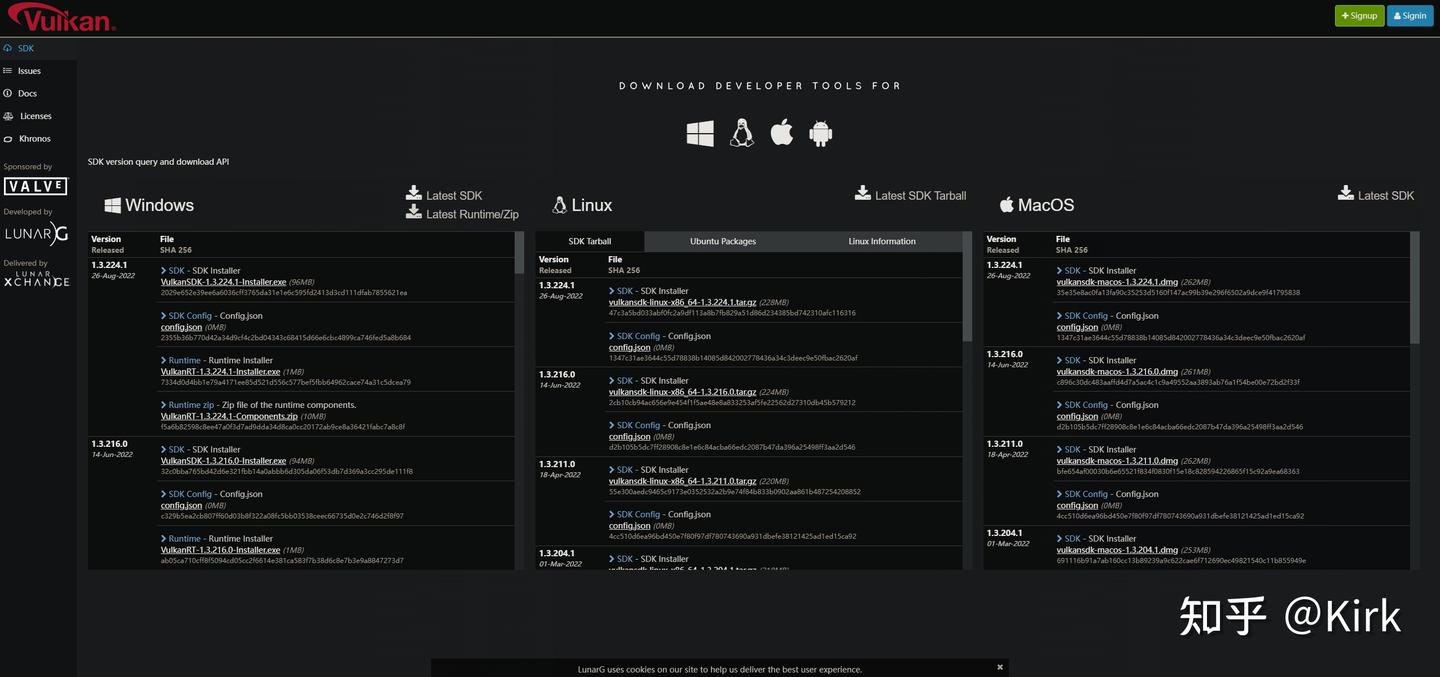 Vulkan.
Signup
Signin
SDK
Issues
Docs
Licenses
Khronos
Sponsored by
VALVE
Developed by
LUNARG
Delivered by
LUNAR
XCHANGE
DOWNLOAD DEVELOPER TOOLS FOR
SDK version query and download API
Windows
Latest SDK
Latest Runtime/Zip
Version
Released
File
SHA 256
1.3.224.1
26-Aug-2022
SDK - SDK Installer
VulkanSDK-1.3.224.1-Installer.exe (96MB)
2029e652e39ee6a6036cff3765da31e1e6c595fd2413d3cd111dfab7855621ea
SDK Config - Config.json
config.json (0MB)
2355b36b770d42a34d9cf4c2bd04343c68415d66e6cbc4899ca746fed5a8b684
Runtime - Runtime Installer
VulkanRT-1.3.224.1-Installer.exe (1MB)
7334d0d4bb1e79a4171ee85d521d556c577bef5fbb64962cace74a31c5dcea79
Runtime zip - Zip file of the runtime components.
VulkanRT-1.3.224.1-Components.zip (10MB)
f5a6b82598c8ee47a0f3d7ad9dda34d8ca0cc20172ab9ce8a36421fabc7a8c8f
1.3.216.0
14-Jun-2022
SDK - SDK Installer
VulkanSDK-1.3.216.0-Installer.exe (94MB)
32c0bba765bd42d6e321fbb14a0abbb6d305da06f53db7d369a3cc295de111f8
SDK Config - Config.json
config.json (0MB)
c329b5ea2cb807ff60d03b8f322a08fc5bb03538ceec66735d0e2c746d2f8f97
Runtime - Runtime Installer
VulkanRT-1.3.216.0-Installer.exe (1MB)
ab05ca710cff8f5094cd05cc2f6614e381ca583f7b38d6c8e7b3e9a8847273d7
Linux
Latest SDK Tarball
SDK Tarball
Ubuntu Packages
Linux Information
Version
Released
File
SHA 256
1.3.224.1
26-Aug-2022
SDK - SDK Installer
vulkansdk-linux-x86_64-1.3.224.1.tar.gz (228MB)
47c3a5bd033abf0fc2a9df113a8b7fb829a51d86d234385bd742310afc116316
SDK Config - Config.json
config.json (0MB)
1347c31ae3644c55d78838b14085d842002778436a34c3deec9e50fbac2620af
1.3.216.0
14-Jun-2022
SDK - SDK Installer
vulkansdk-linux-x86_64-1.3.216.0.tar.gz (224MB)
2cb10cb94ac656e9e454f1f5ae48e8a833253af5fe22562d27310db45b579212
SDK Config - Config.json
config.json (0MB)
d2b105b5dc7ff28908c8e1e6c84acba66edc2087b47da396a25498ff3aa2d546
1.3.211.0
18-Apr-2022
SDK - SDK Installer
vulkansdk-linux-x86_64-1.3.211.0.tar.gz (220MB)
55e300aedc9465c9173e0352532a2b9e74f84b833b0902aa861b487254208852
SDK Config - Config.json
config.json (0MB)
4cc510d6ea96bd450e7f80f97df780743690a931dbefe38121425ad1ed15ca92
1.3.204.1
01-Mar-2022
SDK - SDK Installer
MacOS
Latest SDK
Version
Released
File
SHA 256
1.3.224.1
26-Aug-2022
SDK - SDK Installer
vulkansdk-macos-1.3.224.1.dmg (262MB)
35e35e8ac0fa13fa90c35253d5160f147ac99b39e296f6502a9dce9f41795838
SDK Config - Config.json
config.json (0MB)
1347c31ae3644c55d78838b14085d842002778436a34c3deec9e50fbac2620af
1.3.216.0
14-Jun-2022
SDK - SDK Installer
vulkansdk-macos-1.3.216.0.dmg (261MB)
c896c30dc483aaffd4d7a5ac4c1c9a49552aa3893ab76a1f54be00e72bd2f33f
SDK Config - Config.json
config.json (0MB)
d2b105b5dc7ff28908c8e1e6c84acba66edc2087b47da396a25498ff3aa2d546
1.3.211.0
18-Apr-2022
SDK - SDK Installer
vulkansdk-macos-1.3.211.0.dmg (262MB)
bfe654af00030b6e65521f834f0830f15e18c828594226865f15c92a9ea68363
SDK Config - Config.json
config.json (0MB)
4cc510d6ea96bd450e7f80f97df780743690a931dbefe38121425ad1ed15ca92
1.3.204.1
01-Mar-2022
SDK - SDK Installer
vulkansdk-macos-1.3.204.1.dmg (253MB)
691116b91a7ab160cc13b89239a9c622cae6f712690ec49821540c11b855949e
知乎 @Kirk
LunarG uses cookies on our site to help us deliver the best user experience.